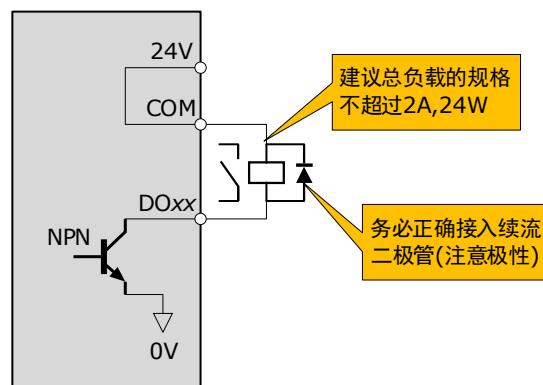 24V
COM
建议总负载的规格
不超过2A,24W
DOxx
NPN
务必正确接入续流
二极管(注意极性)
0V